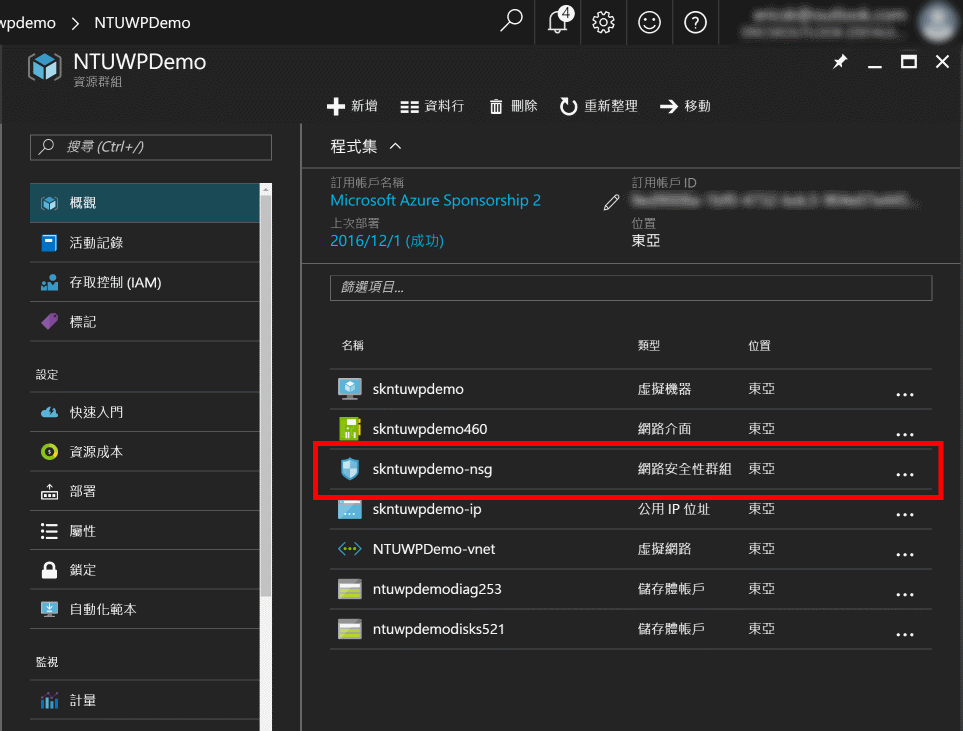 wpdemo > NTUWPDemo
4
NTUWPDemo
資源群組
新增 資料行 刪除 重新整理 移動
搜尋 (Ctrl+/)
概觀
活動記錄
存取控制 (IAM)
標記
設定
快速入門
資源成本
部署
屬性
鎖定
自動化範本
監視
計量
程式集
訂用帳戶名稱 訂用帳戶 ID
Microsoft Azure Sponsorship 2
上次部署 位置
2016/12/1 (成功) 東亞
篩選項目...
名稱 類型 位置
skntuwpdemo 虛擬機器 東亞 ...
skntuwpdemo460 網路介面 東亞 ...
skntuwpdemo-nsg 網路安全性群組 東亞 ...
skntuwpdemo-ip 公用 IP 位址 東亞 ...
NTUWPDemo-vnet 虛擬網路 東亞 ...
ntuwpdemodiag253 儲存體帳戶 東亞 ...
ntuwpdemodisks521 儲存體帳戶 東亞 ...